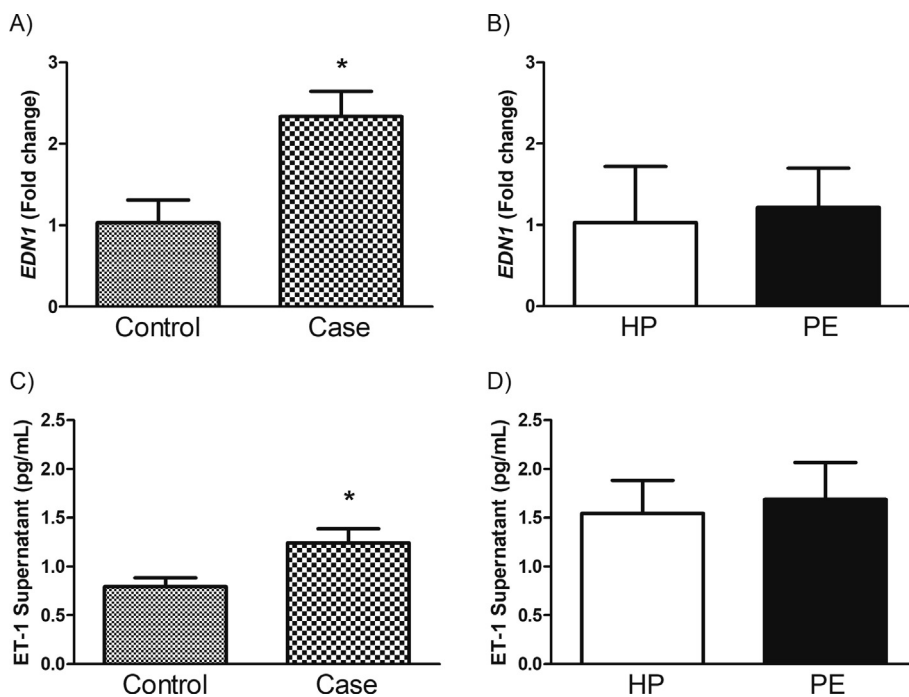 A)
EDN1 (Fold change)
3
2
1
0
*
Control
Case
B)
EDN1 (Fold change)
3
2
1
0
HP
PE
C)
ET-1 Supernatant (pg/mL)
2.5
2.0
1.5
1.0
0.5
0.0
*
Control
Case
D)
ET-1 Supernatant (pg/mL)
2.5
2.0
1.5
1.0
0.5
0.0
HP
PE